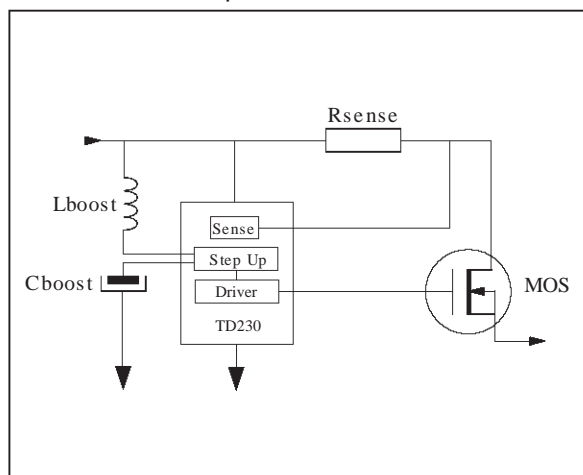 Rsense
Lboost
Sense
Step Up
Cboost
Driver
MOS
TD230